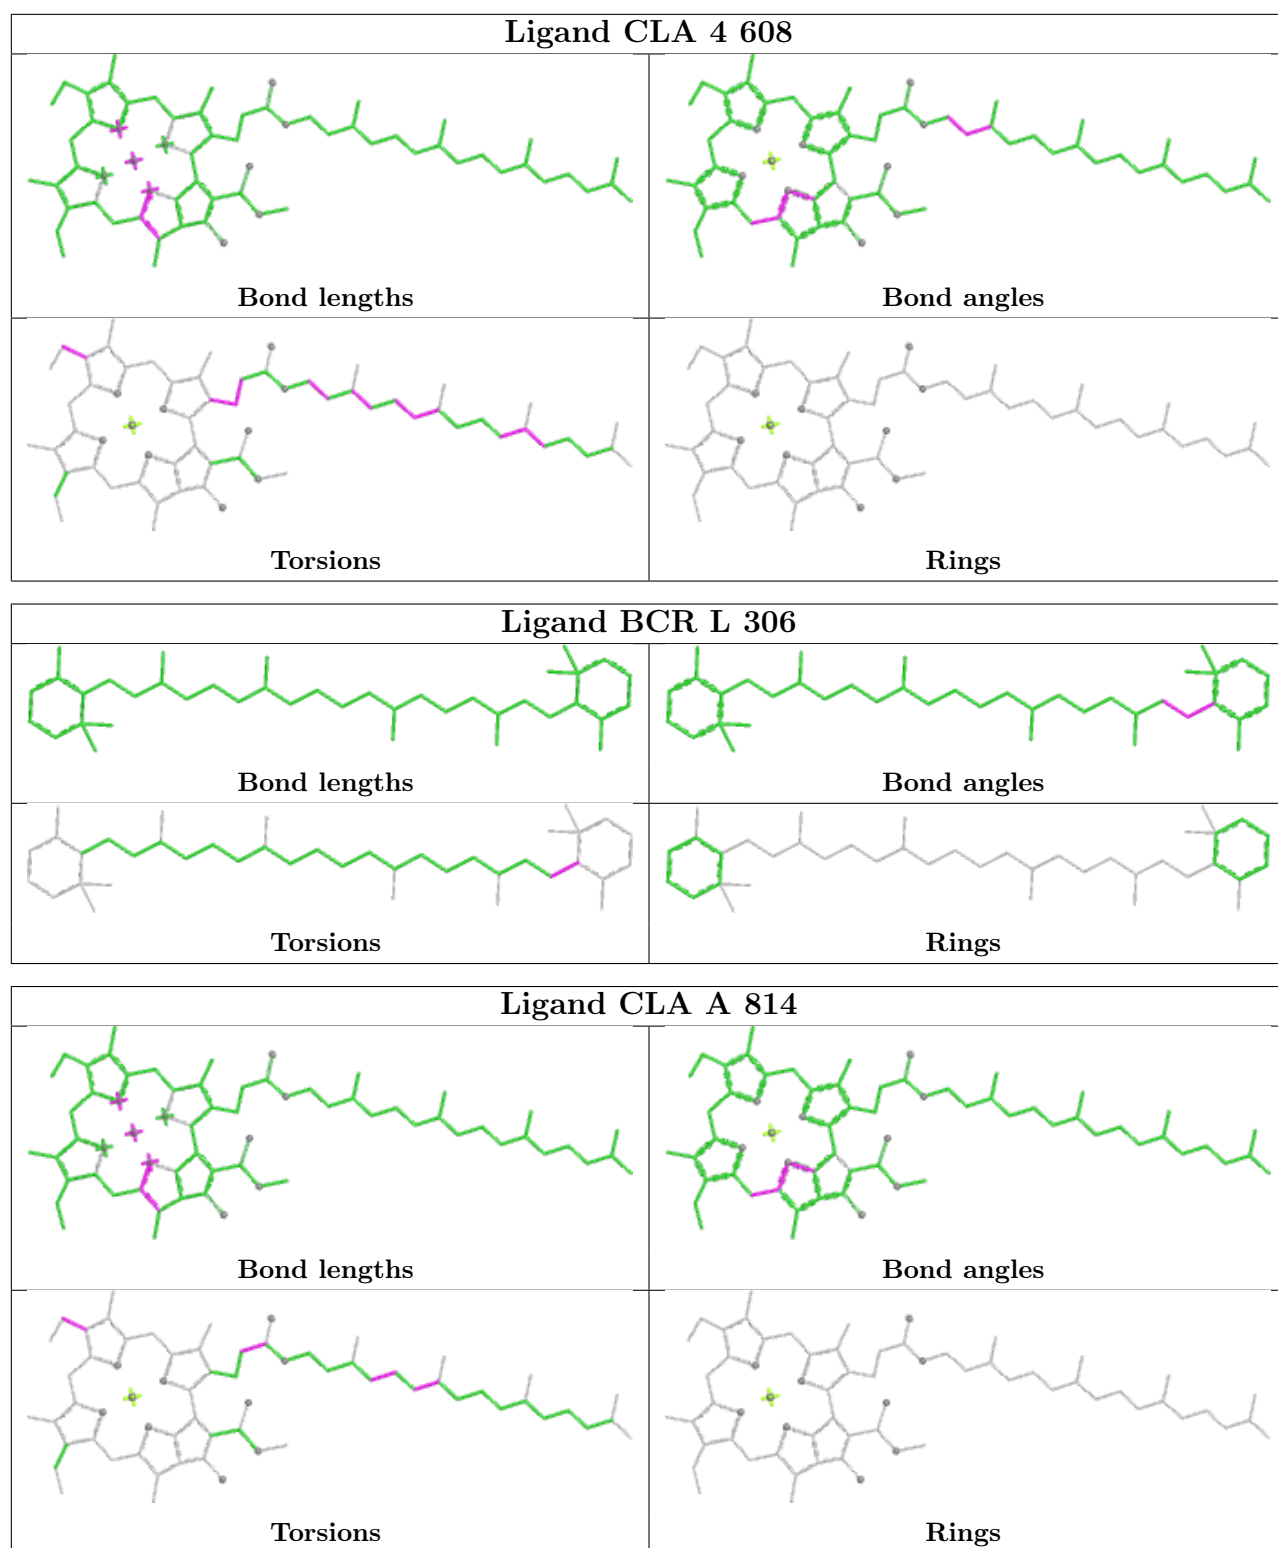 Ligand CLA 4 608
Bond lengths
Bond angles
Torsions
Rings
Ligand BCR L 306
Bond lengths
Bond angles
Torsions
Rings
Ligand CLA A 814
Bond lengths
Bond angles
Torsions
Rings